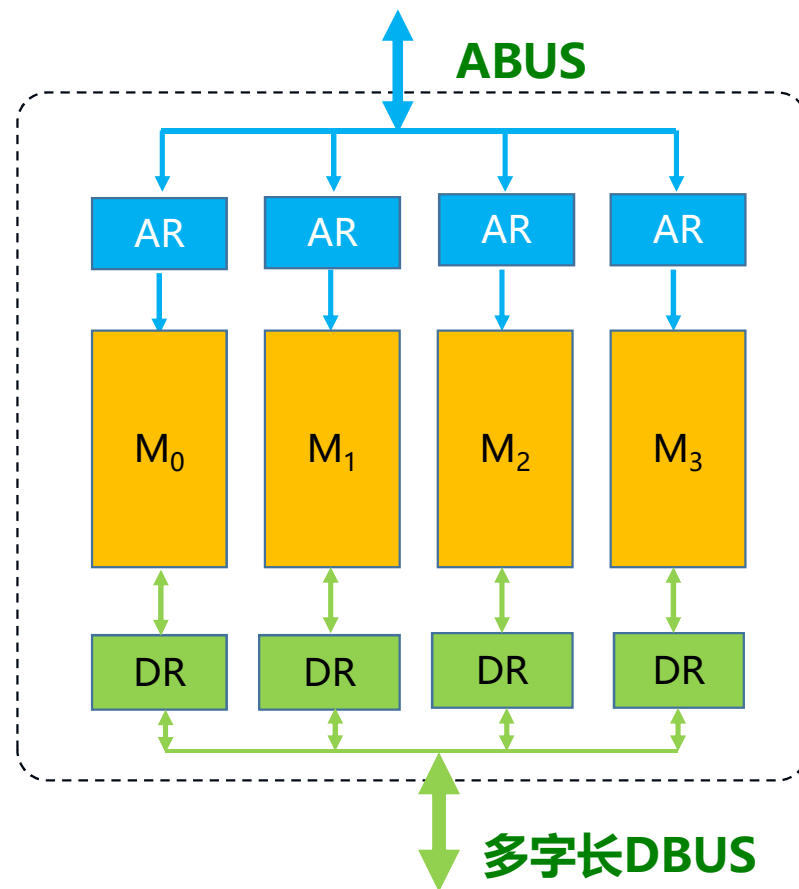 ABUS
AR AR AR AR
M₀ M₁ M₂ M₃
DR DR DR DR
多字长DBUS